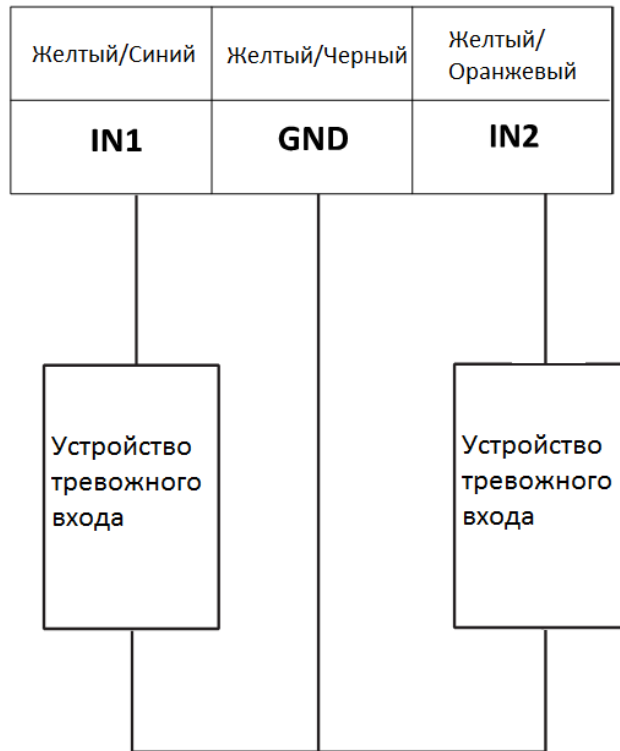 Желтый/Синий
Желтый/Черный
Желтый/
Оранжевый
IN1
GND
IN2
Устройство
тревожного
входа
Устройство
тревожного
входа